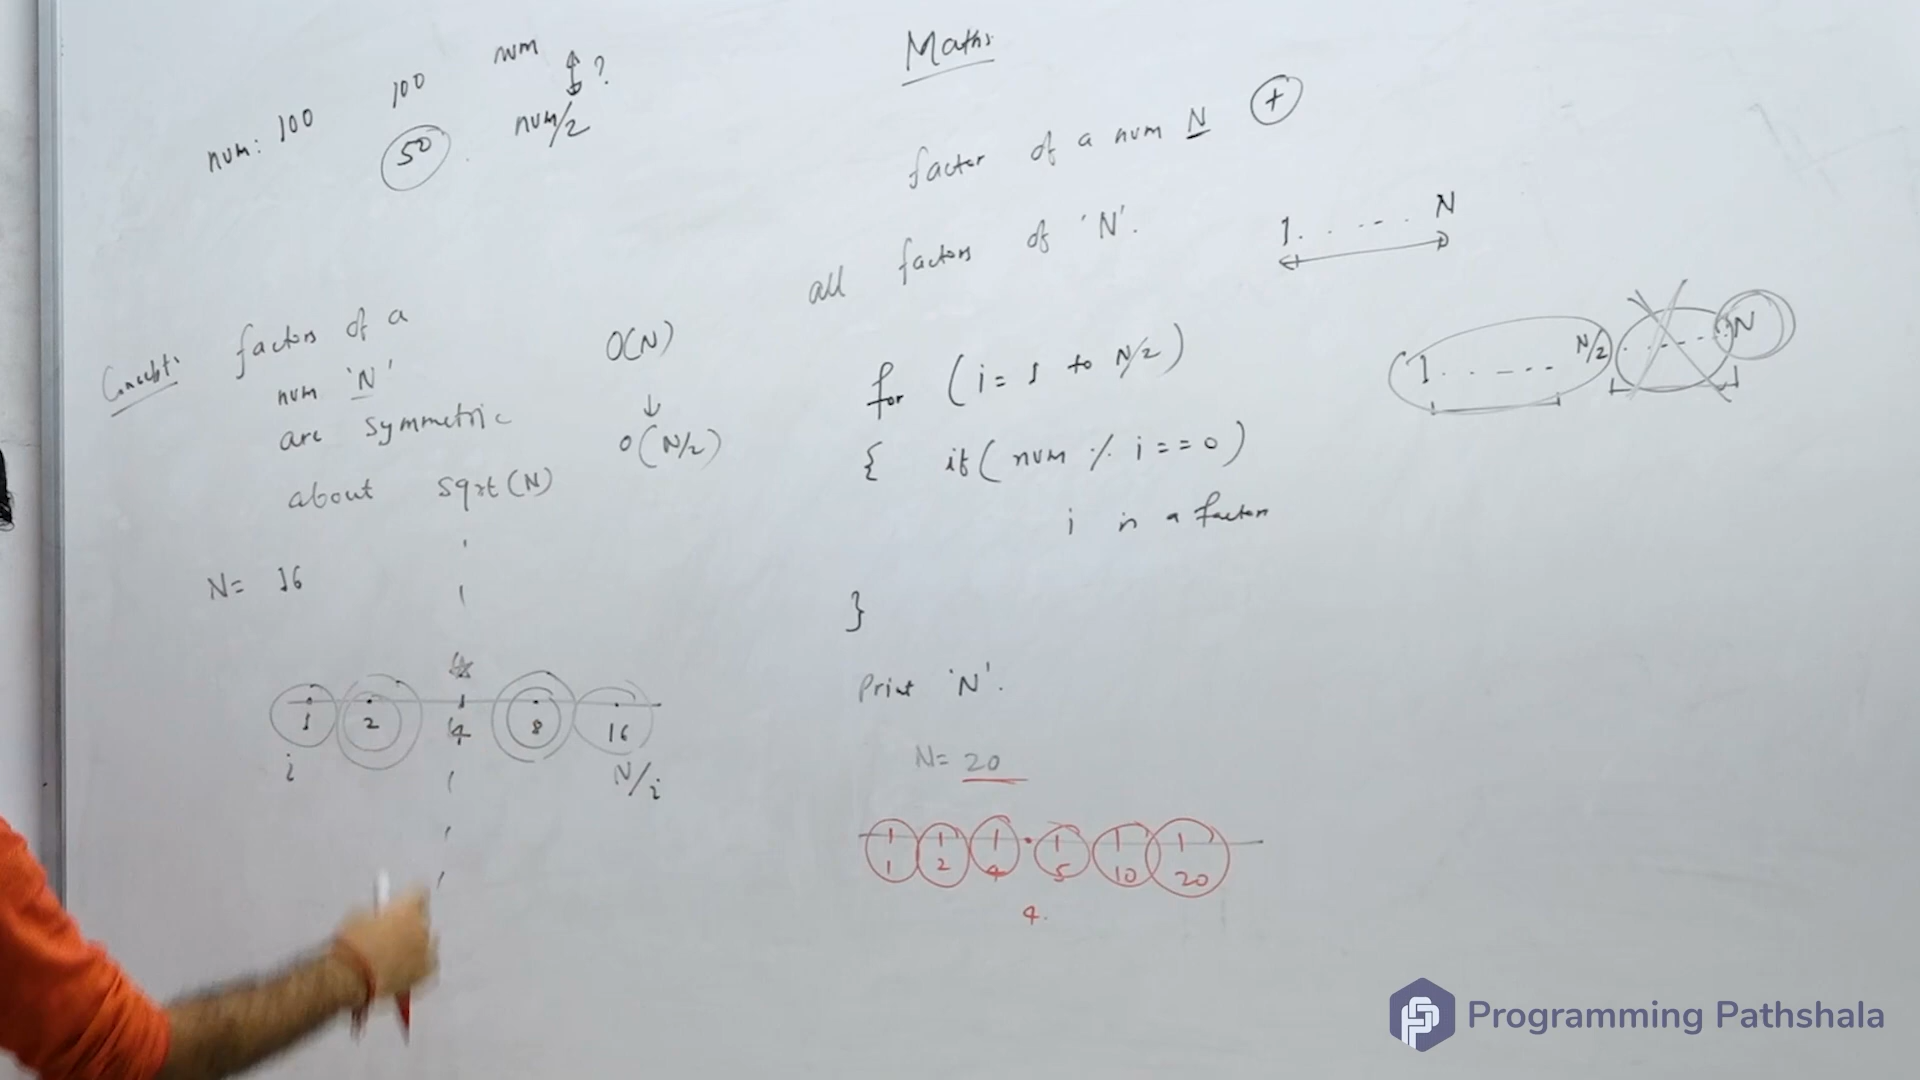 num: 100
100
50
num
?
num/2
Concept:
factors of a
num 'N'
are symmetric
about sqrt(N)
O(N)
O(N/2)
N= 16
1 2 4 8 16
i N/i
Maths
factor of a num N +
all factors of 'N'.
1 . . - - . N
for (i= 1 to N/2)
{ if( num % i==0)
i is a factor
}
Print 'N'.
1 . . - - - . N/2 . . - - - . N
N= 20
1 2 4 5 10 20
4.
Programming Pathshala